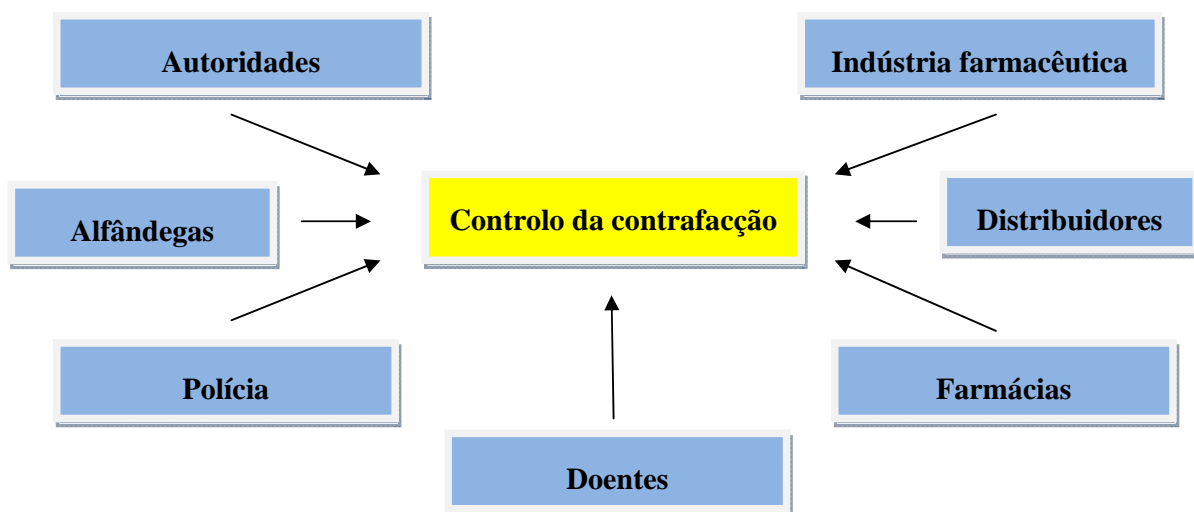 Autoridades
Indústria farmacêutica
Alfândegas
Controlo da contrafacção
Distribuidores
Polícia
Farmácias
Doentes